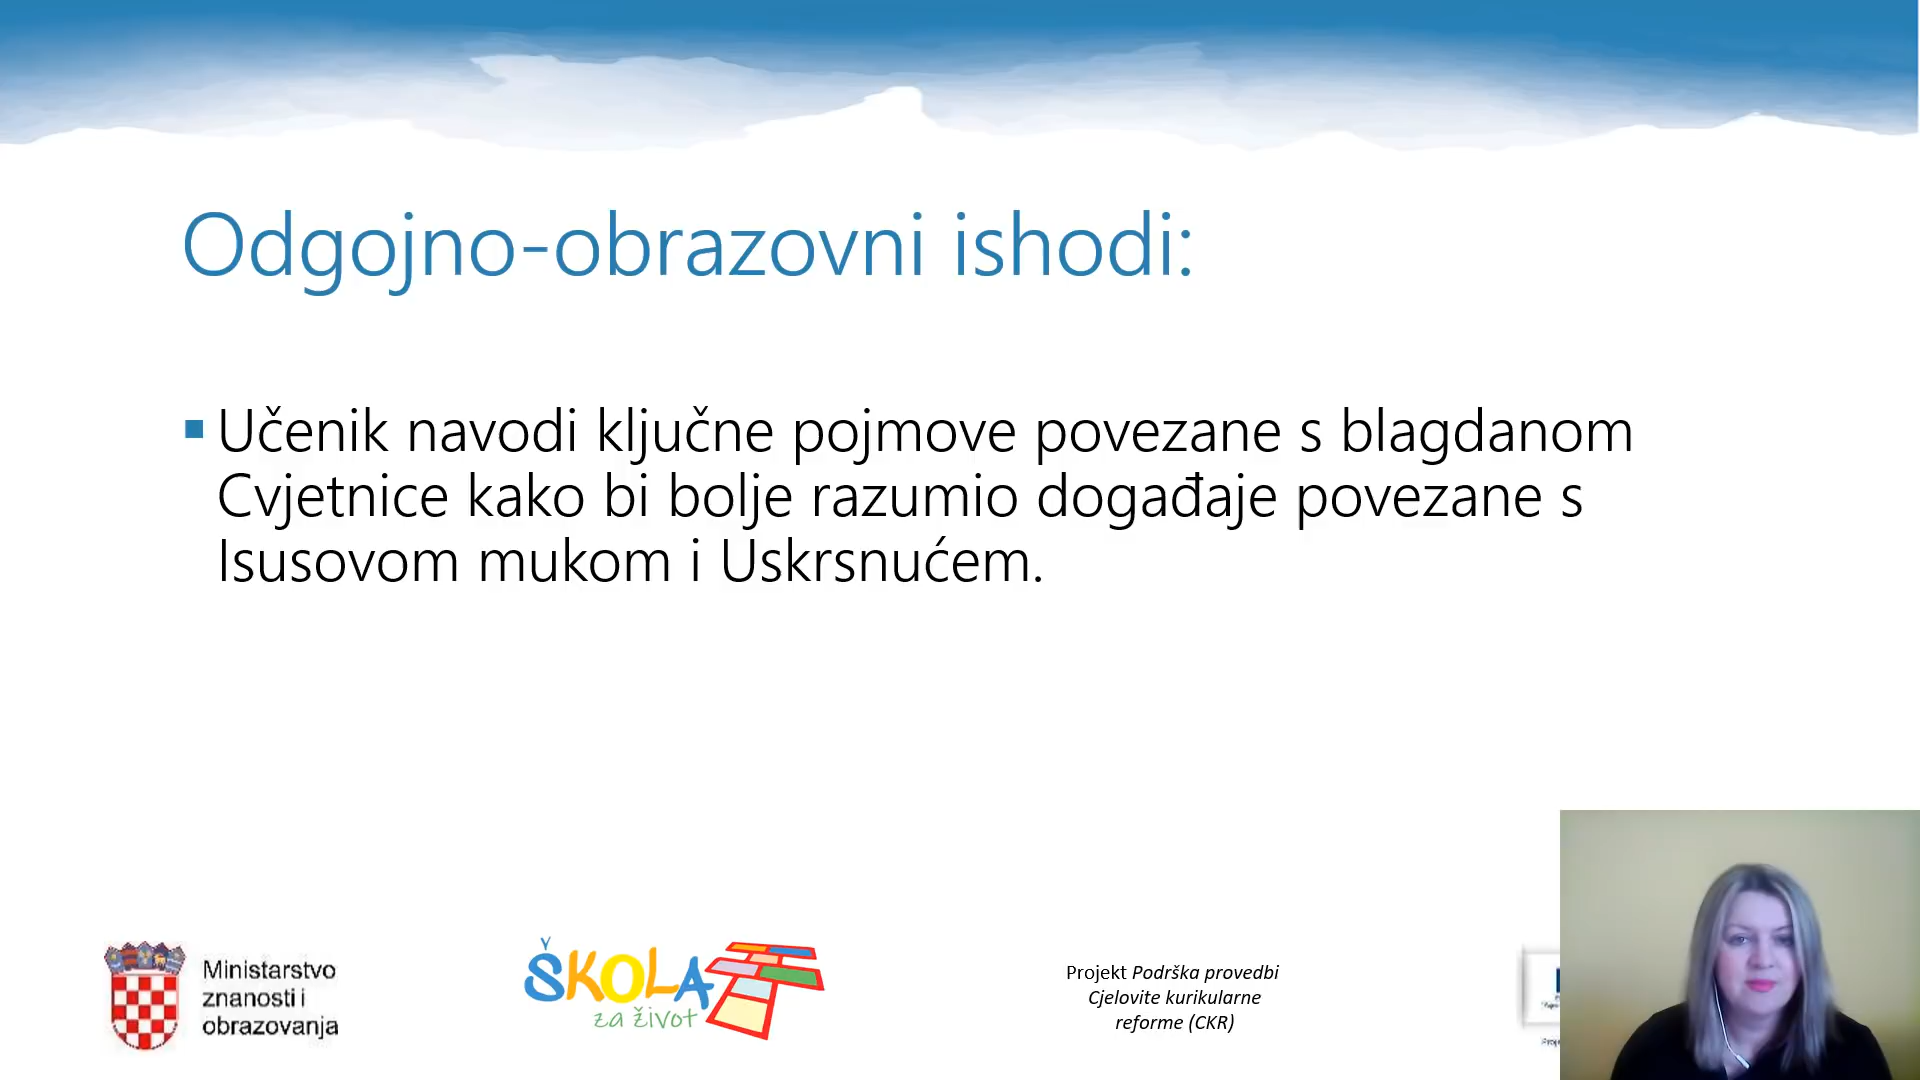 Odgojno-obrazovni ishodi:
Učenik navodi ključne pojmove povezane s blagdanom
Cvjetnice kako bi bolje razumio događaje povezane s
Isusovom mukom i Uskrsnućem.
Ministarstvo
znanosti i
obrazovanja
ŠKOLA
za život
Projekt Podrška provedbi
Cjelovite kurikularne
reforme (CKR)